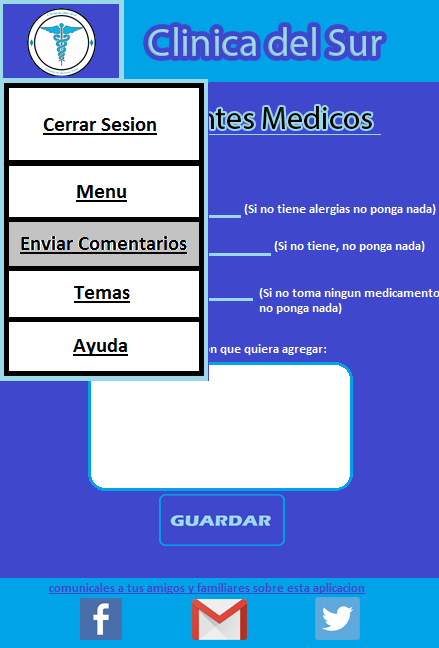 Clinica del Sur
Cerrar Sesion
Menu
Enviar Comentarios
Temas
Ayuda
ntes Medicos
(Si no tiene alergias no ponga nada)
(Si no tiene, no ponga nada)
(Si no toma ningun medicamento
no ponga nada)
on que quiera agregar:
GUARDAR
comunicales a tus amigos y familiares sobre esta aplicacion
f